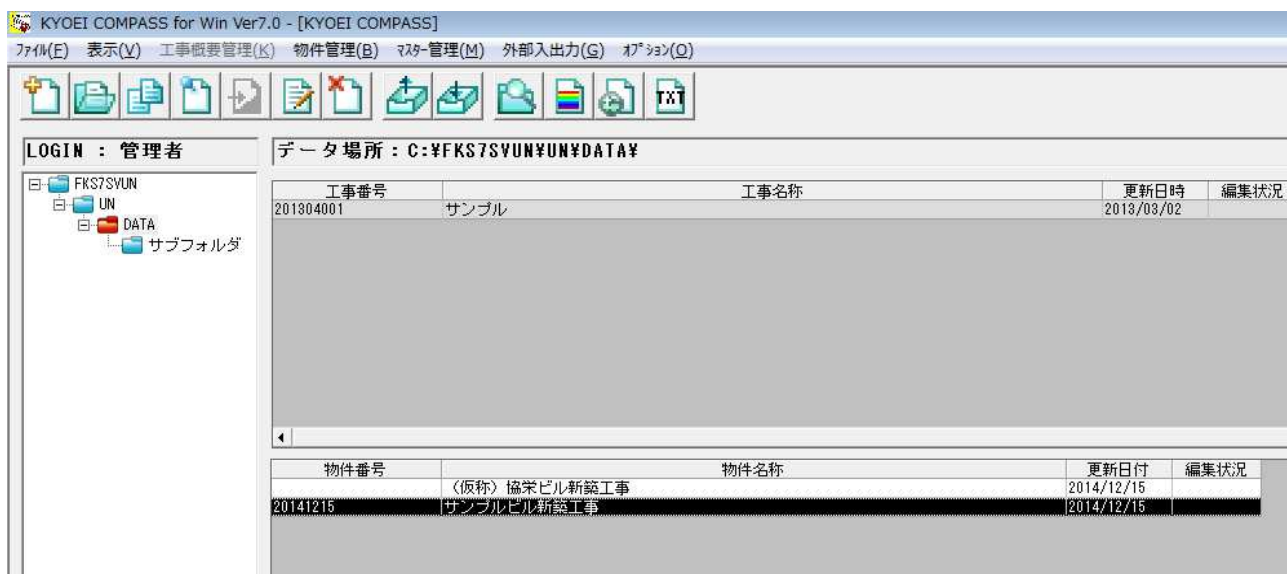 KYOEI COMPASS for Win Ver7.0 - [KYOEI COMPASS]
ﾌｧｲﾙ(F) 表示(V) 工事概要管理(K) 物件管理(B) ﾏｽﾀｰ管理(M) 外部入出力(G) ｵﾌﾟｼｮﾝ(O)
TXT
LOGIN : 管理者
データ場所：C:¥FKS7SVUN¥UN¥DATA¥
FKS7SVUN
UN
DATA
サブフォルダ
工事番号 工事名称 更新日時 編集状況
201304001 サンプル 2013/03/02
物件番号 物件名称 更新日付 編集状況
（仮称）協栄ビル新築工事 2014/12/15
20141215 サンプルビル新築工事 2014/12/15